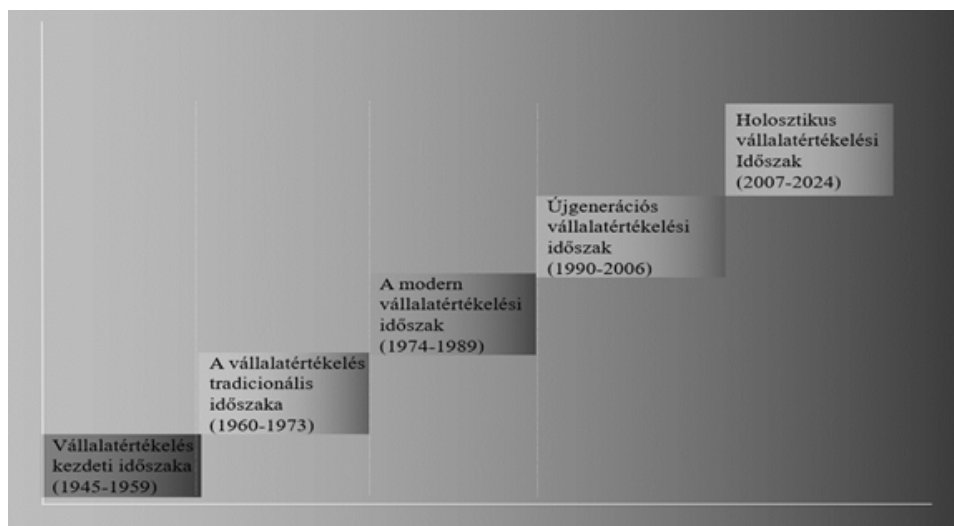 Holosztikus
vállalatértékelési
Időszak
(2007-2024)
Újgenerációs
vállalatértékelési
időszak
(1990-2006)
A modern
vállalatértékelési
időszak
(1974-1989)
A vállalatértékelés
tradicionális
időszaka
(1960-1973)
Vállalatértékelés
kezdeti időszaka
(1945-1959)